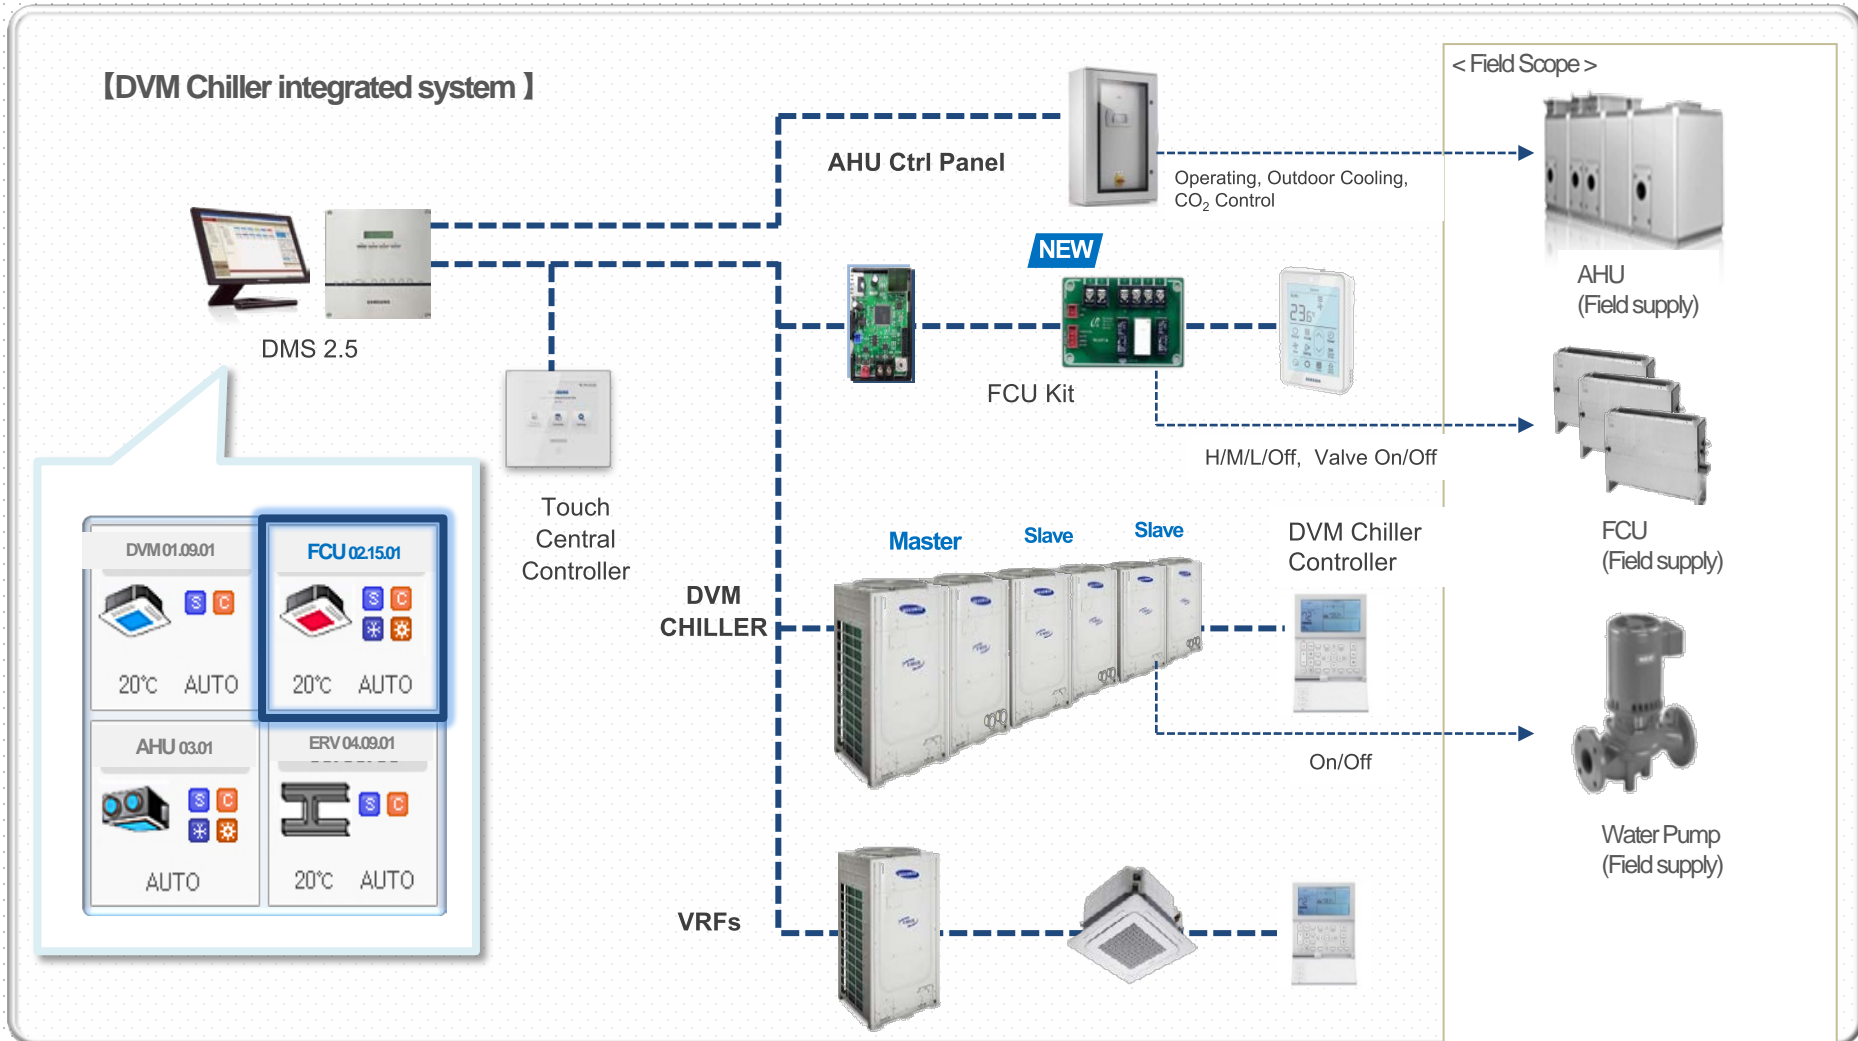 【DVM Chiller integrated system 】
< Field Scope >
AHU Ctrl Panel
Operating, Outdoor Cooling,
CO2 Control
AHU
(Field supply)
NEW
DMS 2.5
SAMSUNG
FCU Kit
H/M/L/Off,  Valve On/Off
FCU
(Field supply)
Touch
Central
Controller
Master
Slave
Slave
DVM Chiller
Controller
DVM
CHILLER
On/Off
Water Pump
(Field supply)
VRFs
DVM 01.09.01
S C
20℃ AUTO
FCU 02.15.01
S C
20℃ AUTO
AHU 03.01
S C
AUTO
ERV 04.09.01
S C
20℃ AUTO